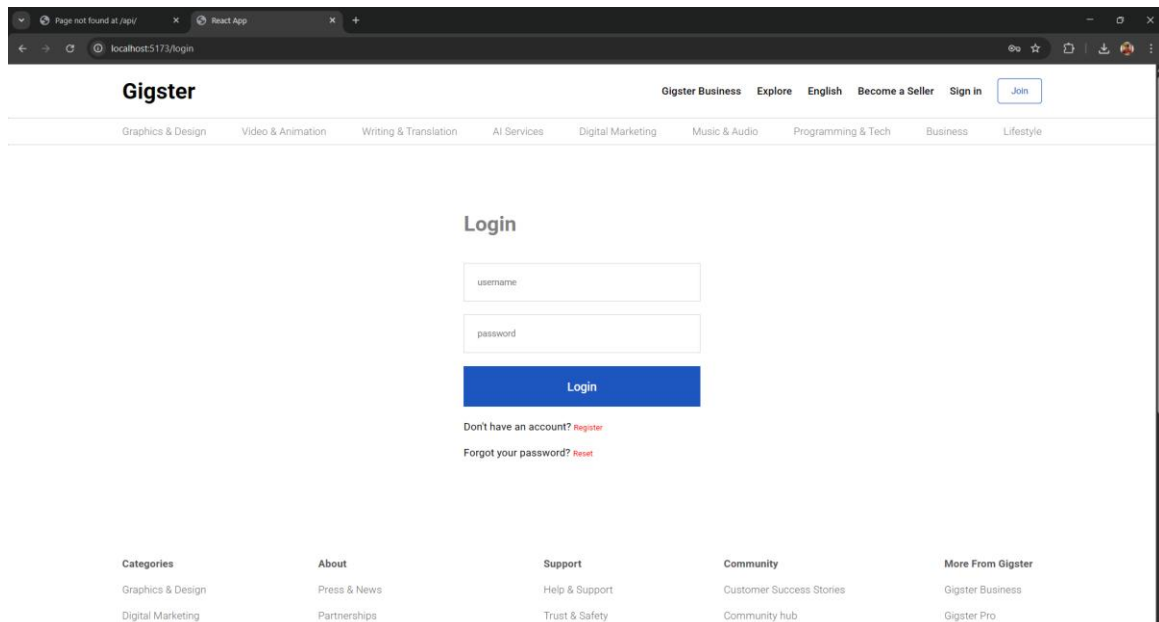 Page not found at /api/
React App
localhost:5173/login
Gigster
Gigster Business Explore English Become a Seller Sign in Join
Graphics & Design Video & Animation Writing & Translation AI Services Digital Marketing Music & Audio Programming & Tech Business Lifestyle
Login
username
password
Login
Don't have an account? Register
Forgot your password? Reset
Categories About Support Community More From Gigster
Graphics & Design Press & News Help & Support Customer Success Stories Gigster Business
Digital Marketing Partnerships Trust & Safety Community hub Gigster Pro